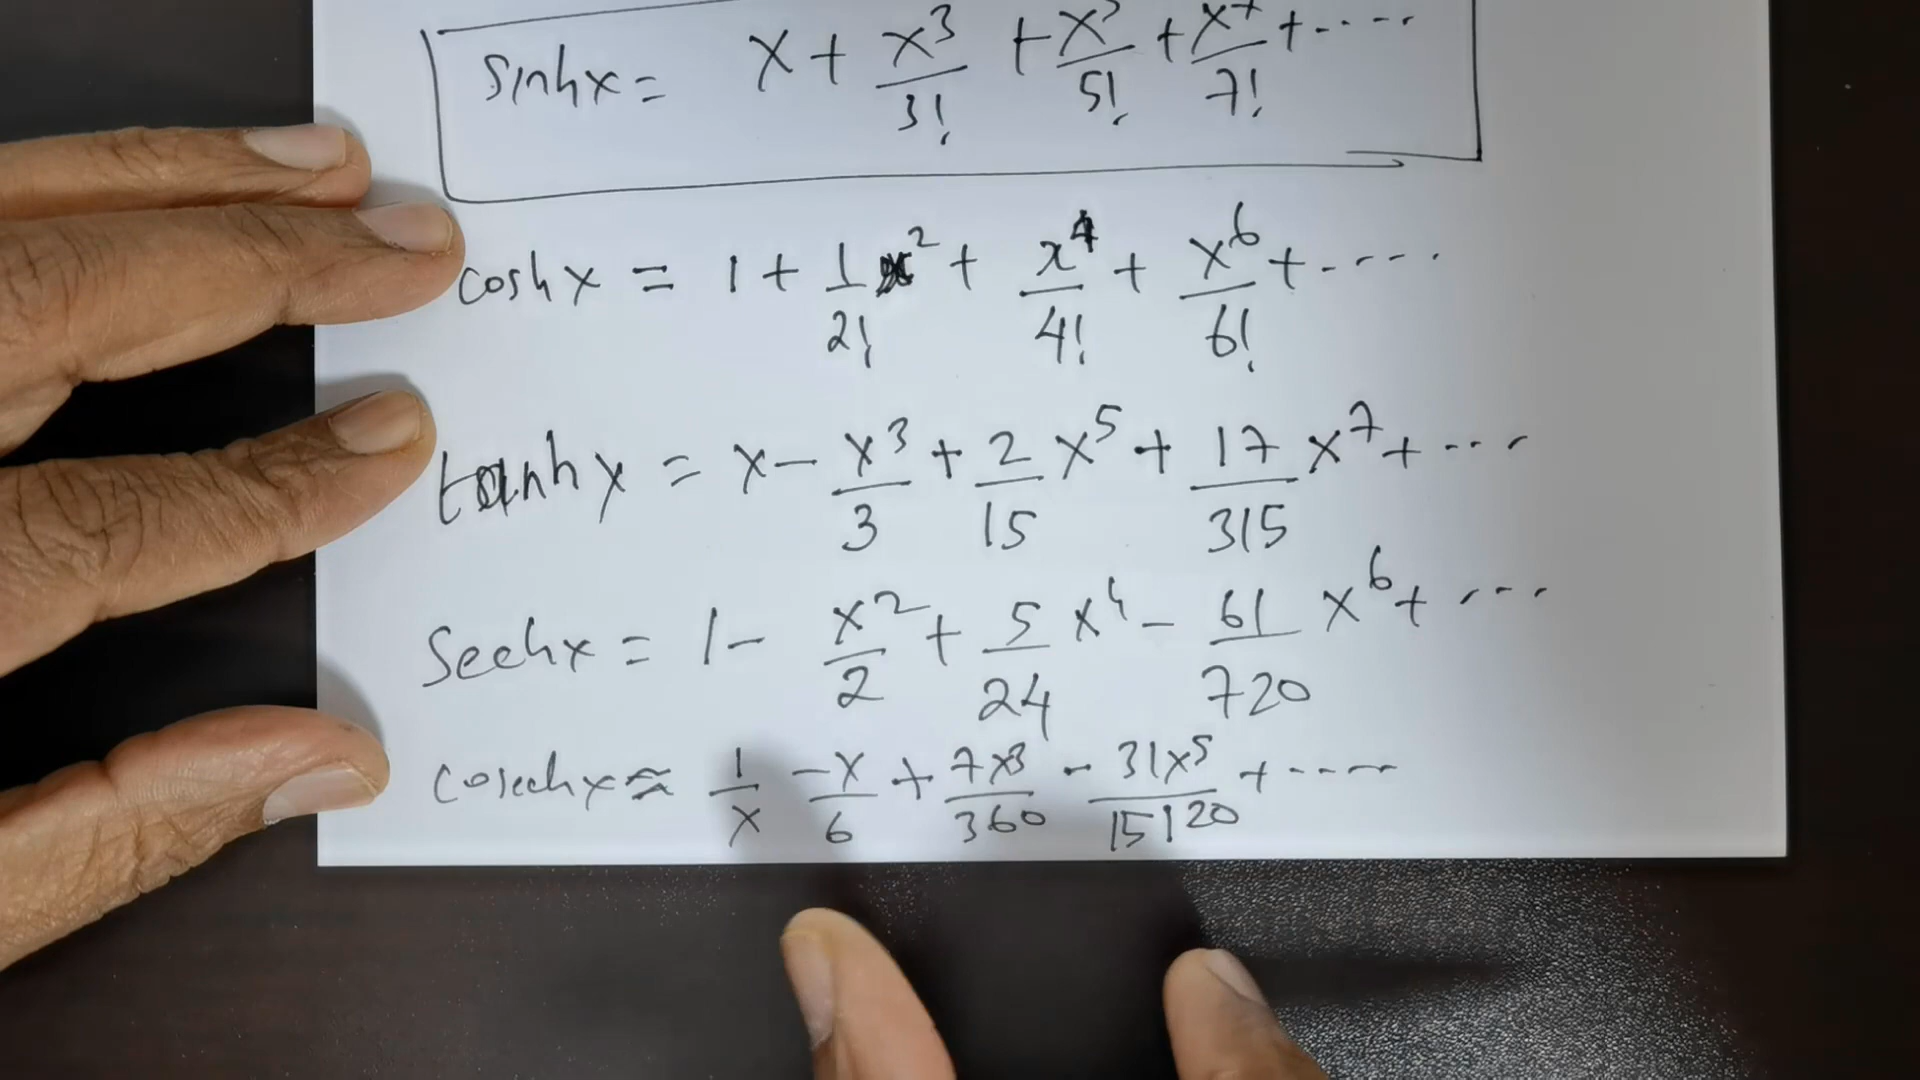 sinhx = x + x³/3! + x⁵/5! + x⁷/7! + ....
coshx = 1 + 1/2! x² + x⁴/4! + x⁶/6! + ....
tanhx = x - x³/3 + 2/15 x⁵ + 17/315 x⁷ + ...
Sechx = 1 - x²/2 + 5/24 x⁴ - 61/720 x⁶ + ...
cosechx ≈ 1/x - x/6 + 7x³/360 - 31x⁵/15120 + ....